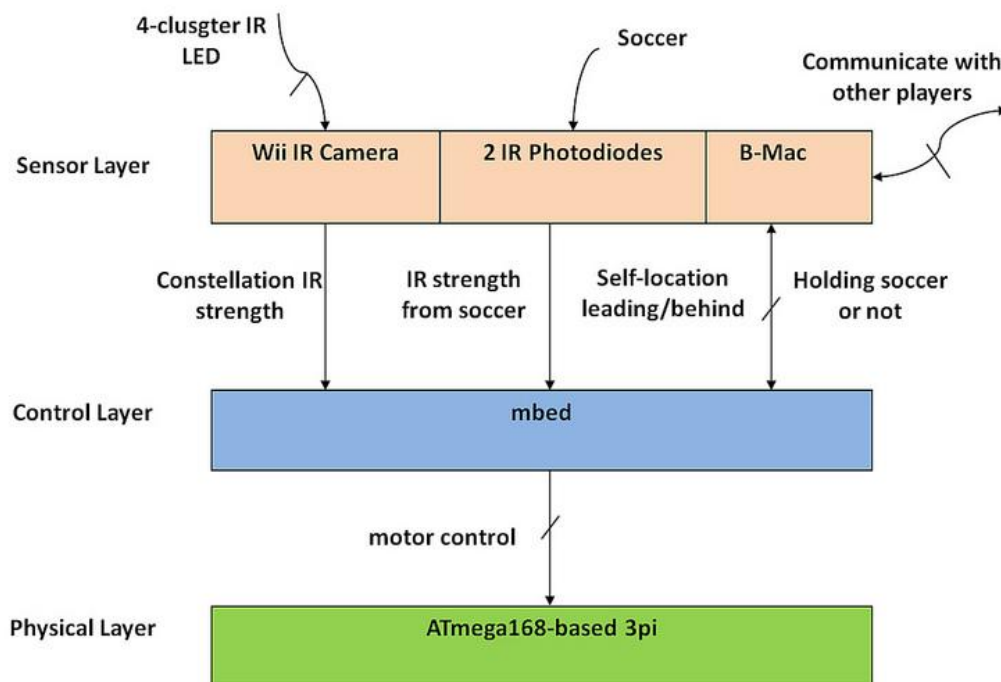 4-clusgter IR
LED
Soccer
Communicate with
other players
Sensor Layer
Wii IR Camera
2 IR Photodiodes
B-Mac
Constellation IR
strength
IR strength
from soccer
Self-location
leading/behind
Holding soccer
or not
Control Layer
mbed
motor control
Physical Layer
ATmega168-based 3pi